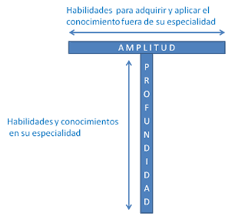 Habilidades para adquirir y aplicar el
conocimiento fuera de su especialidad
AMPLITUD
PROFUNDIDAD
Habilidades y conocimientos
en su especialidad